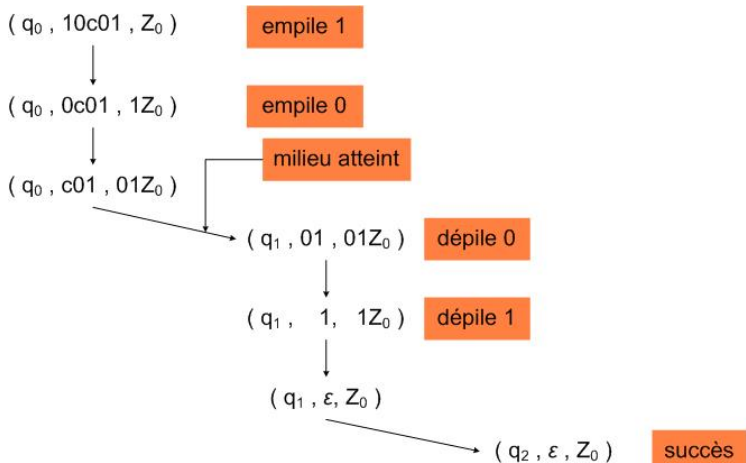 ( q₀ , 10c01 , Z₀ ) empile 1
( q₀ , 0c01 , 1Z₀ ) empile 0
milieu atteint
( q₀ , c01 , 01Z₀ )
( q₁ , 01 , 01Z₀ ) dépile 0
( q₁ , 1, 1Z₀ ) dépile 1
( q₁ , ε, Z₀ )
( q₂ , ε , Z₀ ) succès